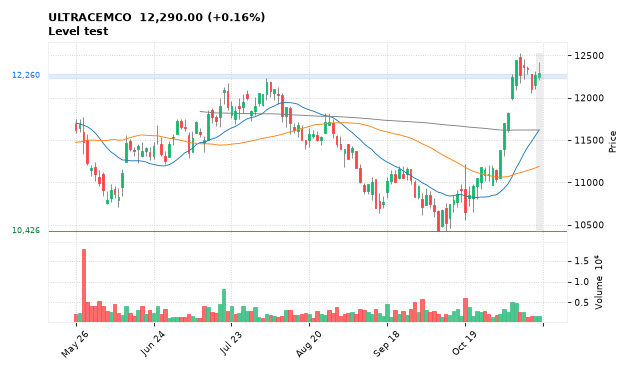 ULTRACEMCO 12,290.00 (+0.16%)
Level test
12500
12,260
12000
11500
Price
11000
10500
10,426
1.5
1.0
0.5
Volume 10⁴
May 26
Jun 24
Jul 23
Aug 20
Sep 18
Oct 19